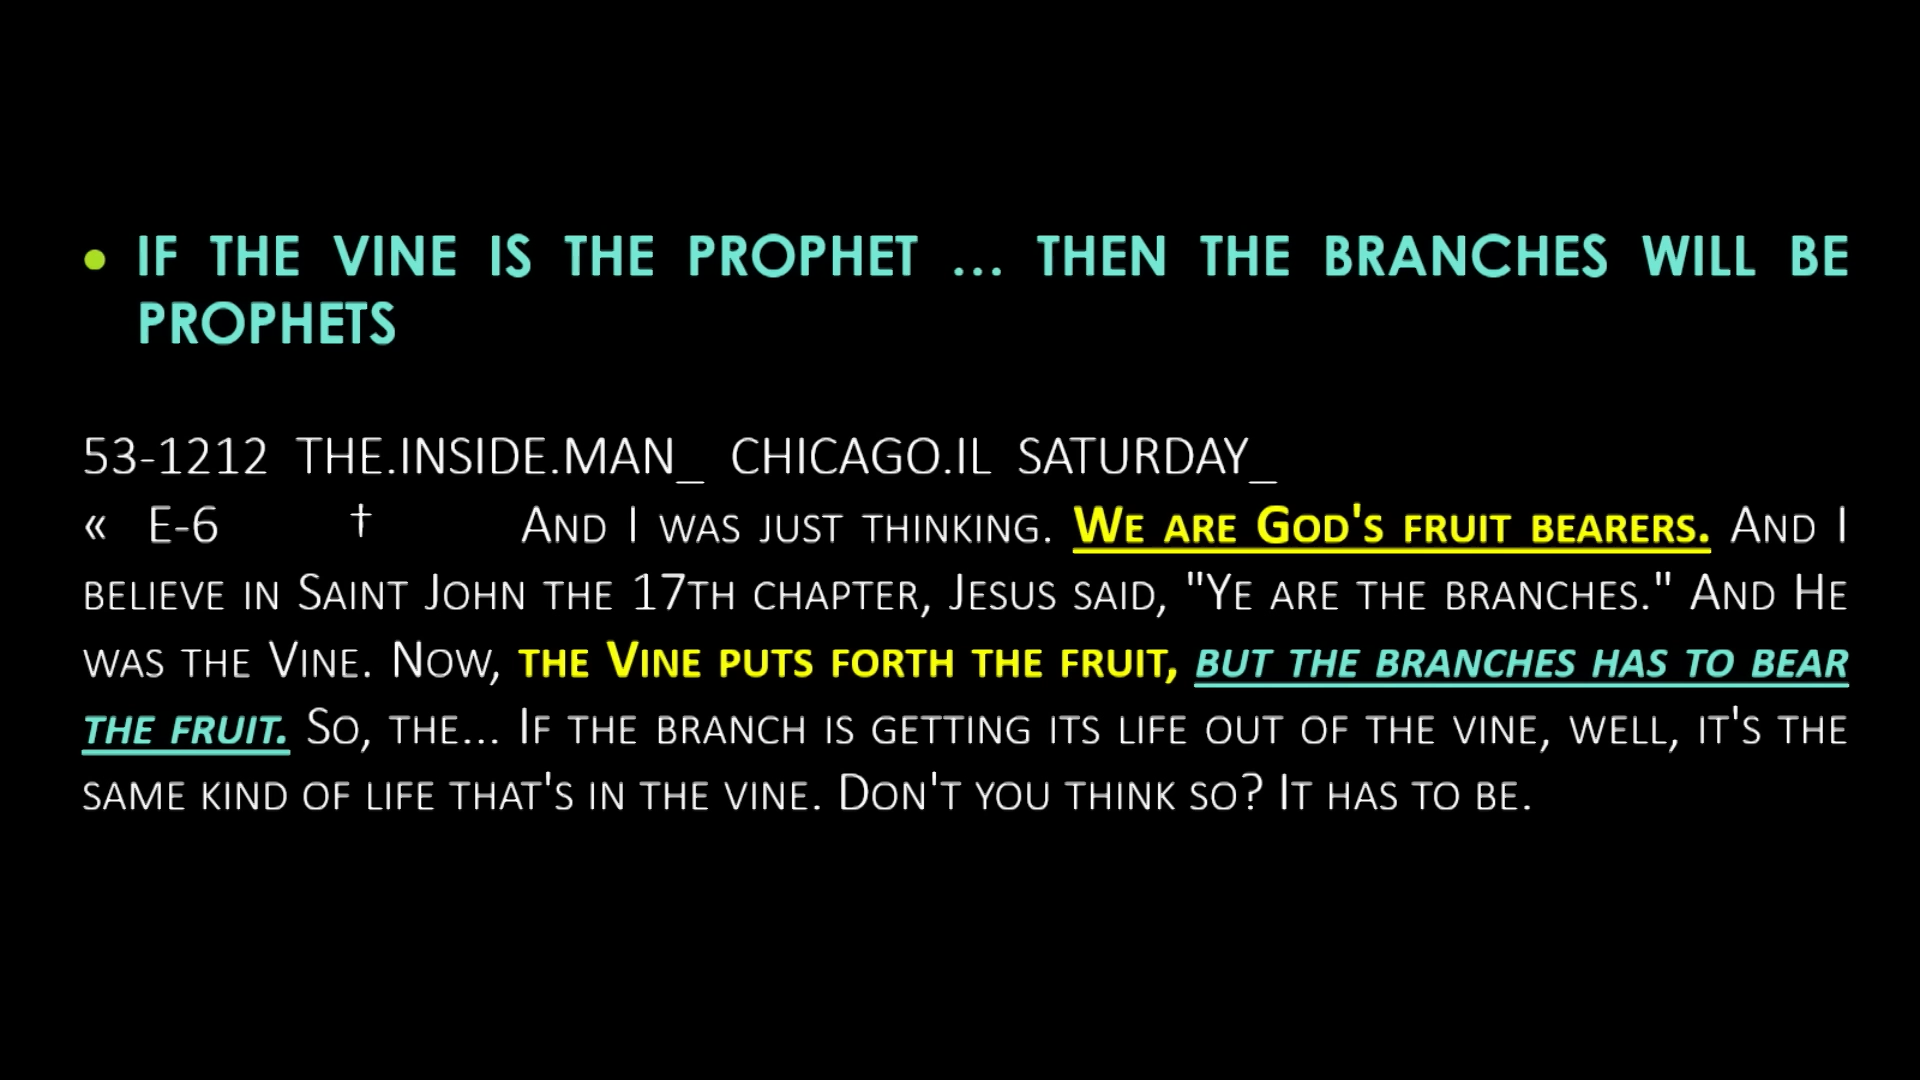 • IF THE VINE IS THE PROPHET ... THEN THE BRANCHES WILL BE
PROPHETS
53-1212 THE.INSIDE.MAN_ CHICAGO.IL SATURDAY_
« E-6 † And I was just thinking. We are God's fruit bearers. And I
believe in Saint John the 17th chapter, Jesus said, "Ye are the branches." And He
was the Vine. Now, the Vine puts forth the fruit, but the branches has to bear
the fruit. So, the... If the branch is getting its life out of the vine, well, it's the
same kind of life that's in the vine. Don't you think so? It has to be.